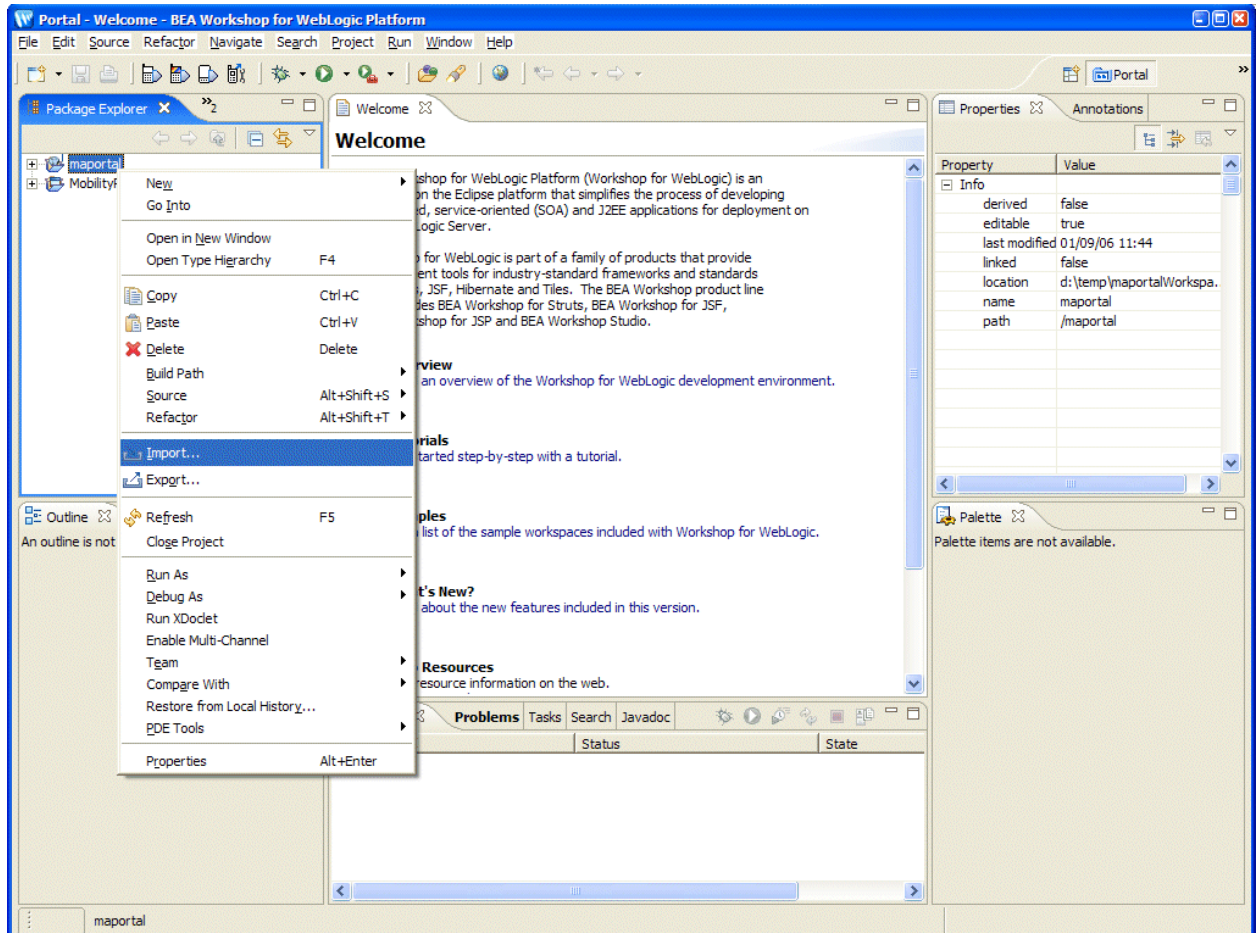 Portal - Welcome - BEA Workshop for WebLogic Platform
File Edit Source Refactor Navigate Search Project Run Window Help
Portal
Package Explorer
2
maportal
MobilityP
New
Go Into
Open in New Window
Open Type Hierarchy F4
Copy Ctrl+C
Paste Ctrl+V
Delete Delete
Build Path
Source Alt+Shift+S
Refactor Alt+Shift+T
Import...
Export...
Refresh F5
Close Project
Run As
Debug As
Run XDoclet
Enable Multi-Channel
Team
Compare With
Restore from Local History...
PDE Tools
Properties Alt+Enter
Welcome
Welcome
shop for WebLogic Platform (Workshop for WebLogic) is an
on the Eclipse platform that simplifies the process of developing
ed, service-oriented (SOA) and J2EE applications for deployment on
Logic Server.
for WebLogic is part of a family of products that provide
ent tools for industry-standard frameworks and standards
, JSF, Hibernate and Tiles. The BEA Workshop product line
des BEA Workshop for Struts, BEA Workshop for JSF,
kshop for JSP and BEA Workshop Studio.
rview
an overview of the Workshop for WebLogic development environment.
rials
tarted step-by-step with a tutorial.
ples
list of the sample workspaces included with Workshop for WebLogic.
t's New?
about the new features included in this version.
Resources
resource information on the web.
Properties Annotations
Property Value
Info
derived false
editable true
last modified 01/09/06 11:44
linked false
location d:\temp\maportalWorkspa..
name maportal
path /maportal
Outline
An outline is not
Palette
Palette items are not available.
Problems Tasks Search Javadoc
Status State
maportal